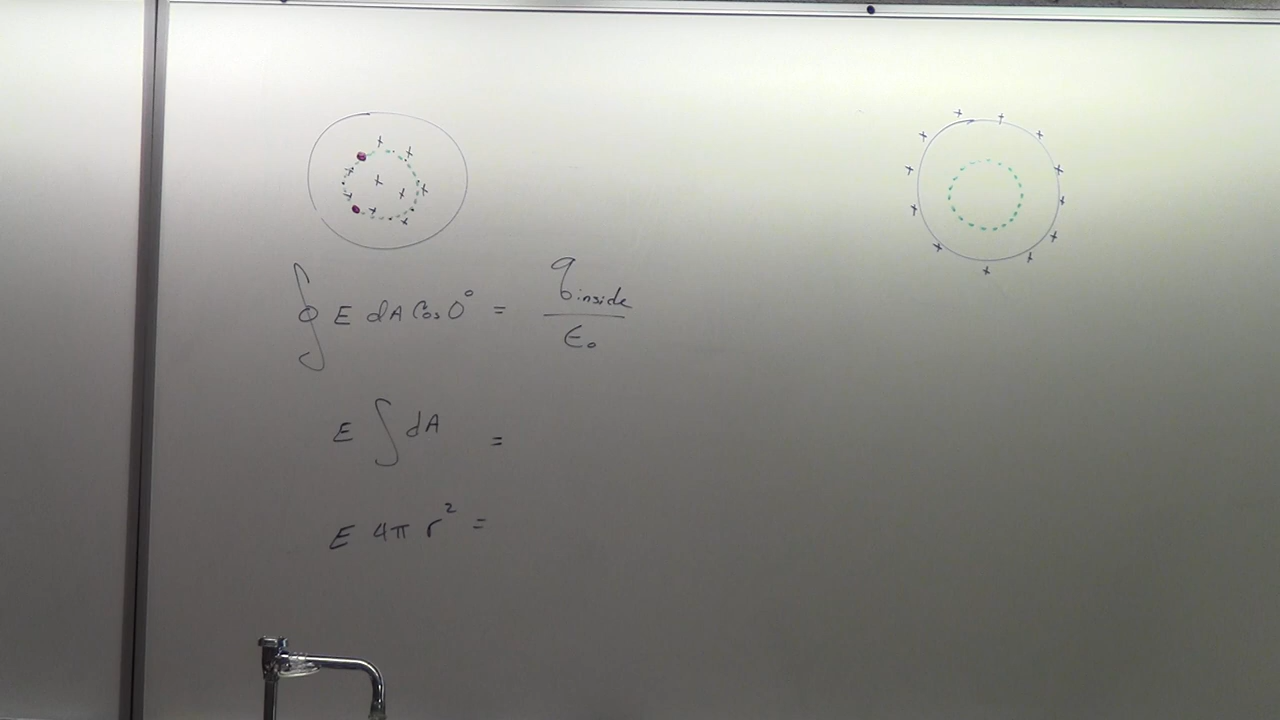 ∮ E dA Cos 0° = q inside / ε₀
E ∫ dA =
E 4π r² =